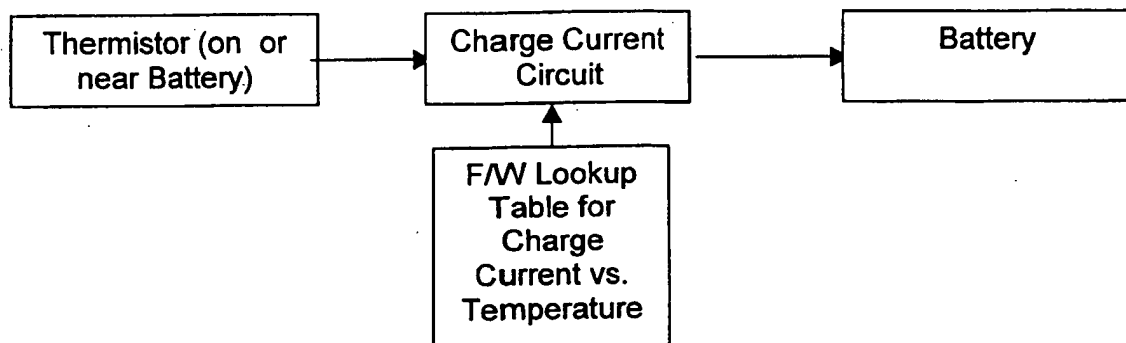 Thermistor (on or
near Battery)
Charge Current
Circuit
Battery
F/W Lookup
Table for
Charge
Current vs.
Temperature